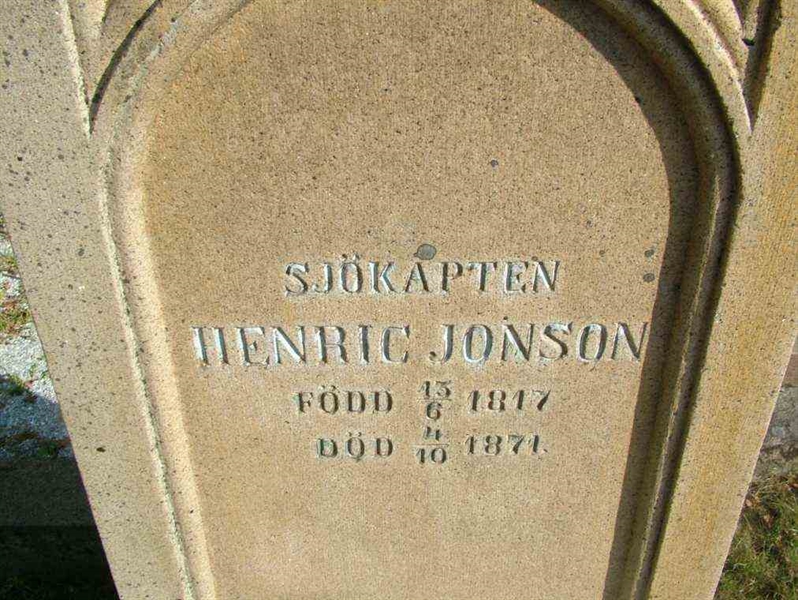 SJÖKAPTEN
HENRIC JONSON
FÖDD 13/6 1817
DÖD 4/10 1871.